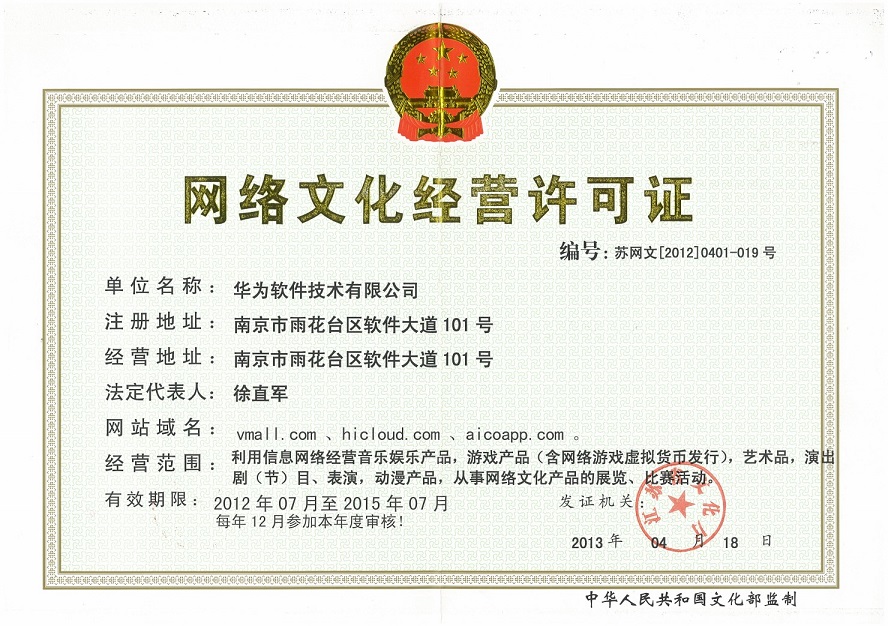 网络文化经营许可证
编号：苏网文[2012]0401-019 号
单位名称：华为软件技术有限公司
注册地址：南京市雨花台区软件大道 101 号
经营地址：南京市雨花台区软件大道 101 号
法定代表人：徐直军
网站域名：vmall.com 、hicloud.com 、aicoapp.com 。
经营范围：利用信息网络经营音乐娱乐产品，游戏产品（含网络游戏虚拟货币发行），艺术品，演出
剧（节）目、表演，动漫产品，从事网络文化产品的展览、比赛活动。
有效期限：2012 年 07 月至 2015 年 07 月
每年 12 月参加本年度审核！
发证机关：
江苏省文化厅
2013 年 04 月 18 日
中华人民共和国文化部监制